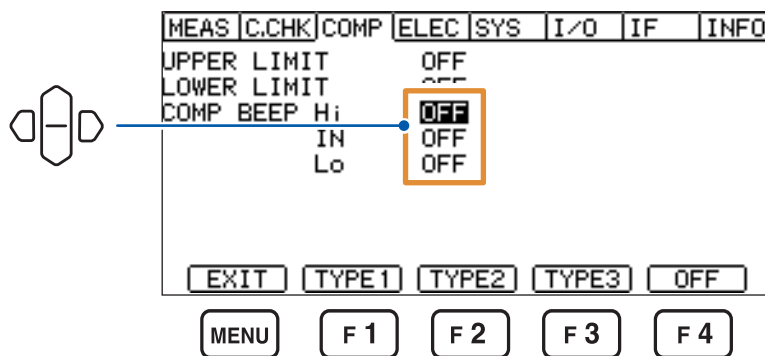 MEAS C.CHK COMP ELEC SYS I/O IF INFO
UPPER LIMIT OFF
LOWER LIMIT
COMP BEEP Hi OFF
IN OFF
Lo OFF
EXIT TYPE1 TYPE2 TYPE3 OFF
MENU F1 F2 F3 F4